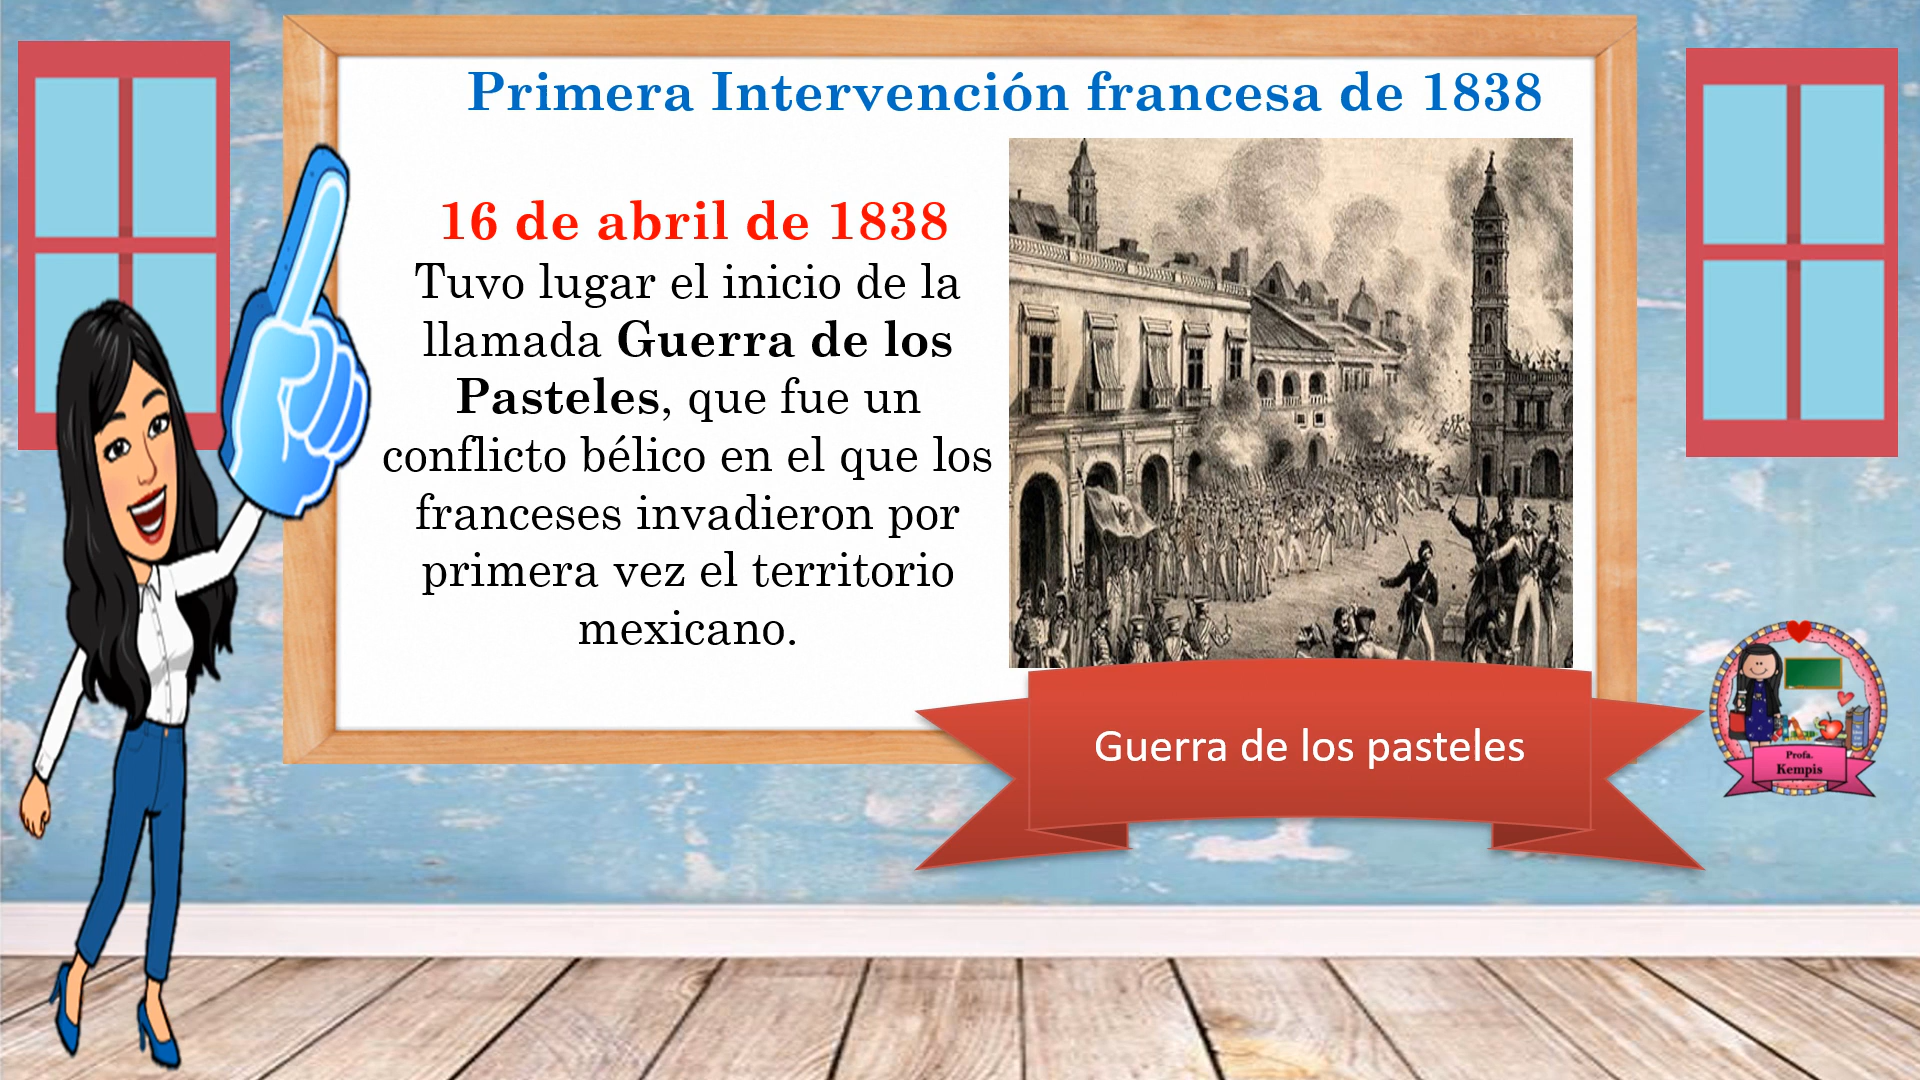 Primera Intervención francesa de 1838
16 de abril de 1838
Tuvo lugar el inicio de la
llamada Guerra de los
Pasteles, que fue un
conflicto bélico en el que los
franceses invadieron por
primera vez el territorio
mexicano.
Guerra de los pasteles
Profa.
Kempis